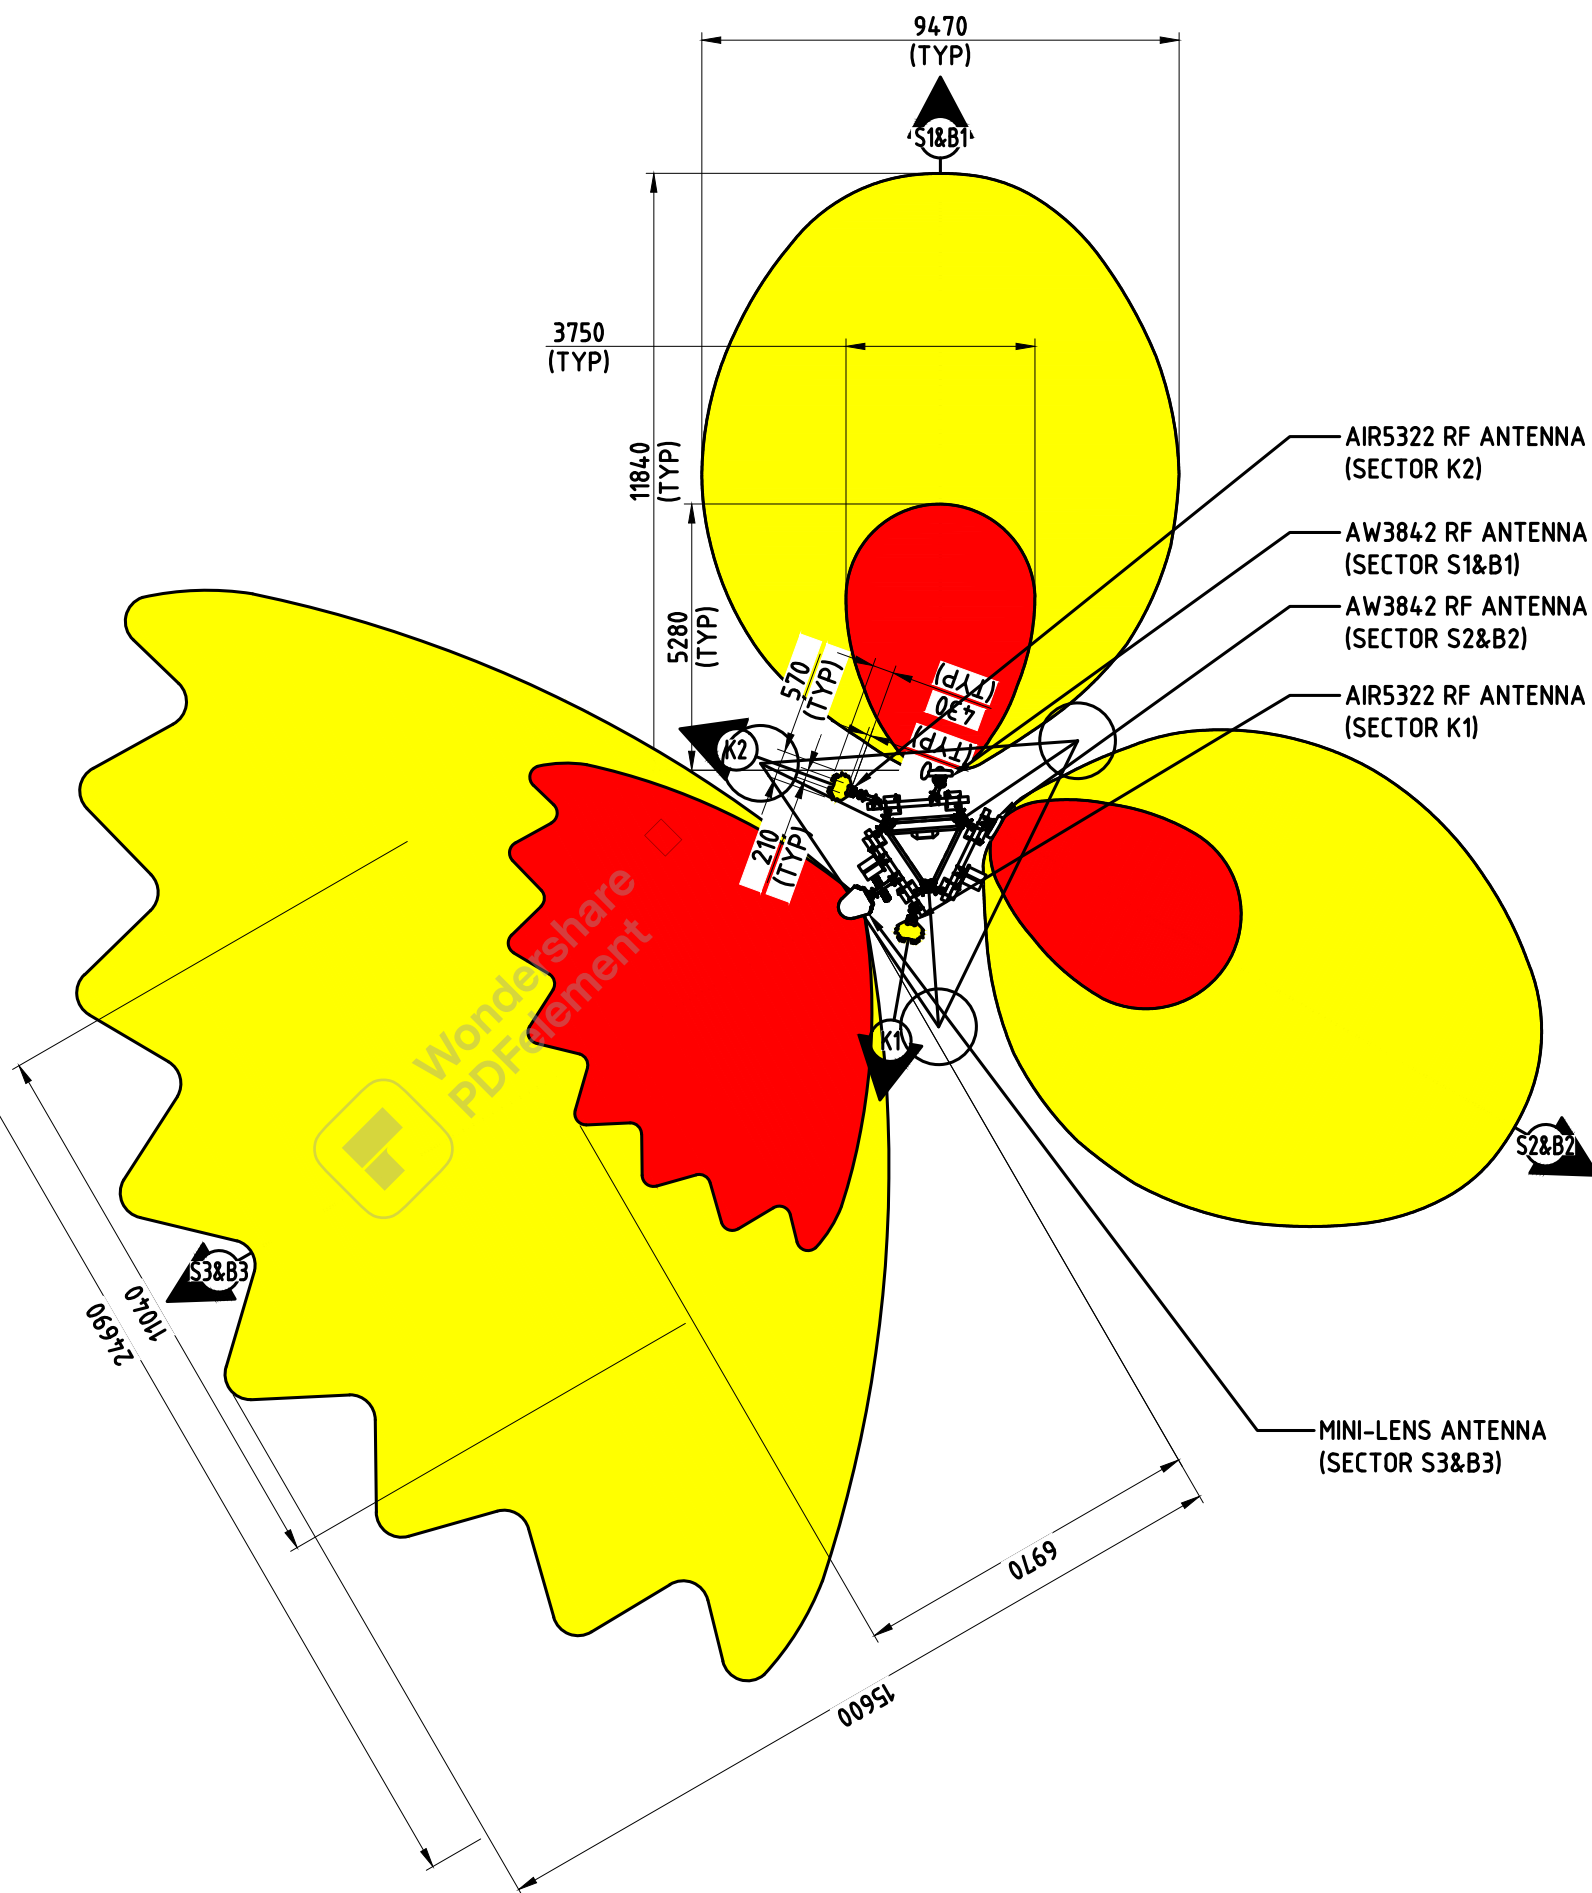 9470
(TYP)
S1&B1
3750
(TYP)
11840
(TYP)
AIR5322 RF ANTENNA
(SECTOR K2)
AW3842 RF ANTENNA
(SECTOR S1&B1)
AW3842 RF ANTENNA
(SECTOR S2&B2)
AIR5322 RF ANTENNA
(SECTOR K1)
5280
(TYP)
570
(TYP)
430
(TYP)
(TYP)
K2
210
(TYP)
K1
Wondershare
PDFelement
S2&B2
S3&B3
11040
24690
MINI-LENS ANTENNA
(SECTOR S3&B3)
6970
15600